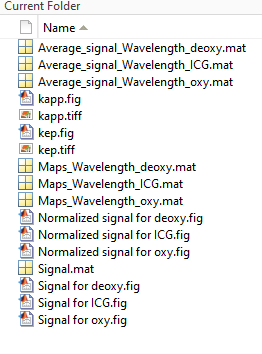 Current Folder
Name
Average_signal_Wavelength_deoxy.mat
Average_signal_Wavelength_ICG.mat
Average_signal_Wavelength_oxy.mat
kapp.fig
kapp.tiff
kep.fig
kep.tiff
Maps_Wavelength_deoxy.mat
Maps_Wavelength_ICG.mat
Maps_Wavelength_oxy.mat
Normalized signal for deoxy.fig
Normalized signal for ICG.fig
Normalized signal for oxy.fig
Signal.mat
Signal for deoxy.fig
Signal for ICG.fig
Signal for oxy.fig